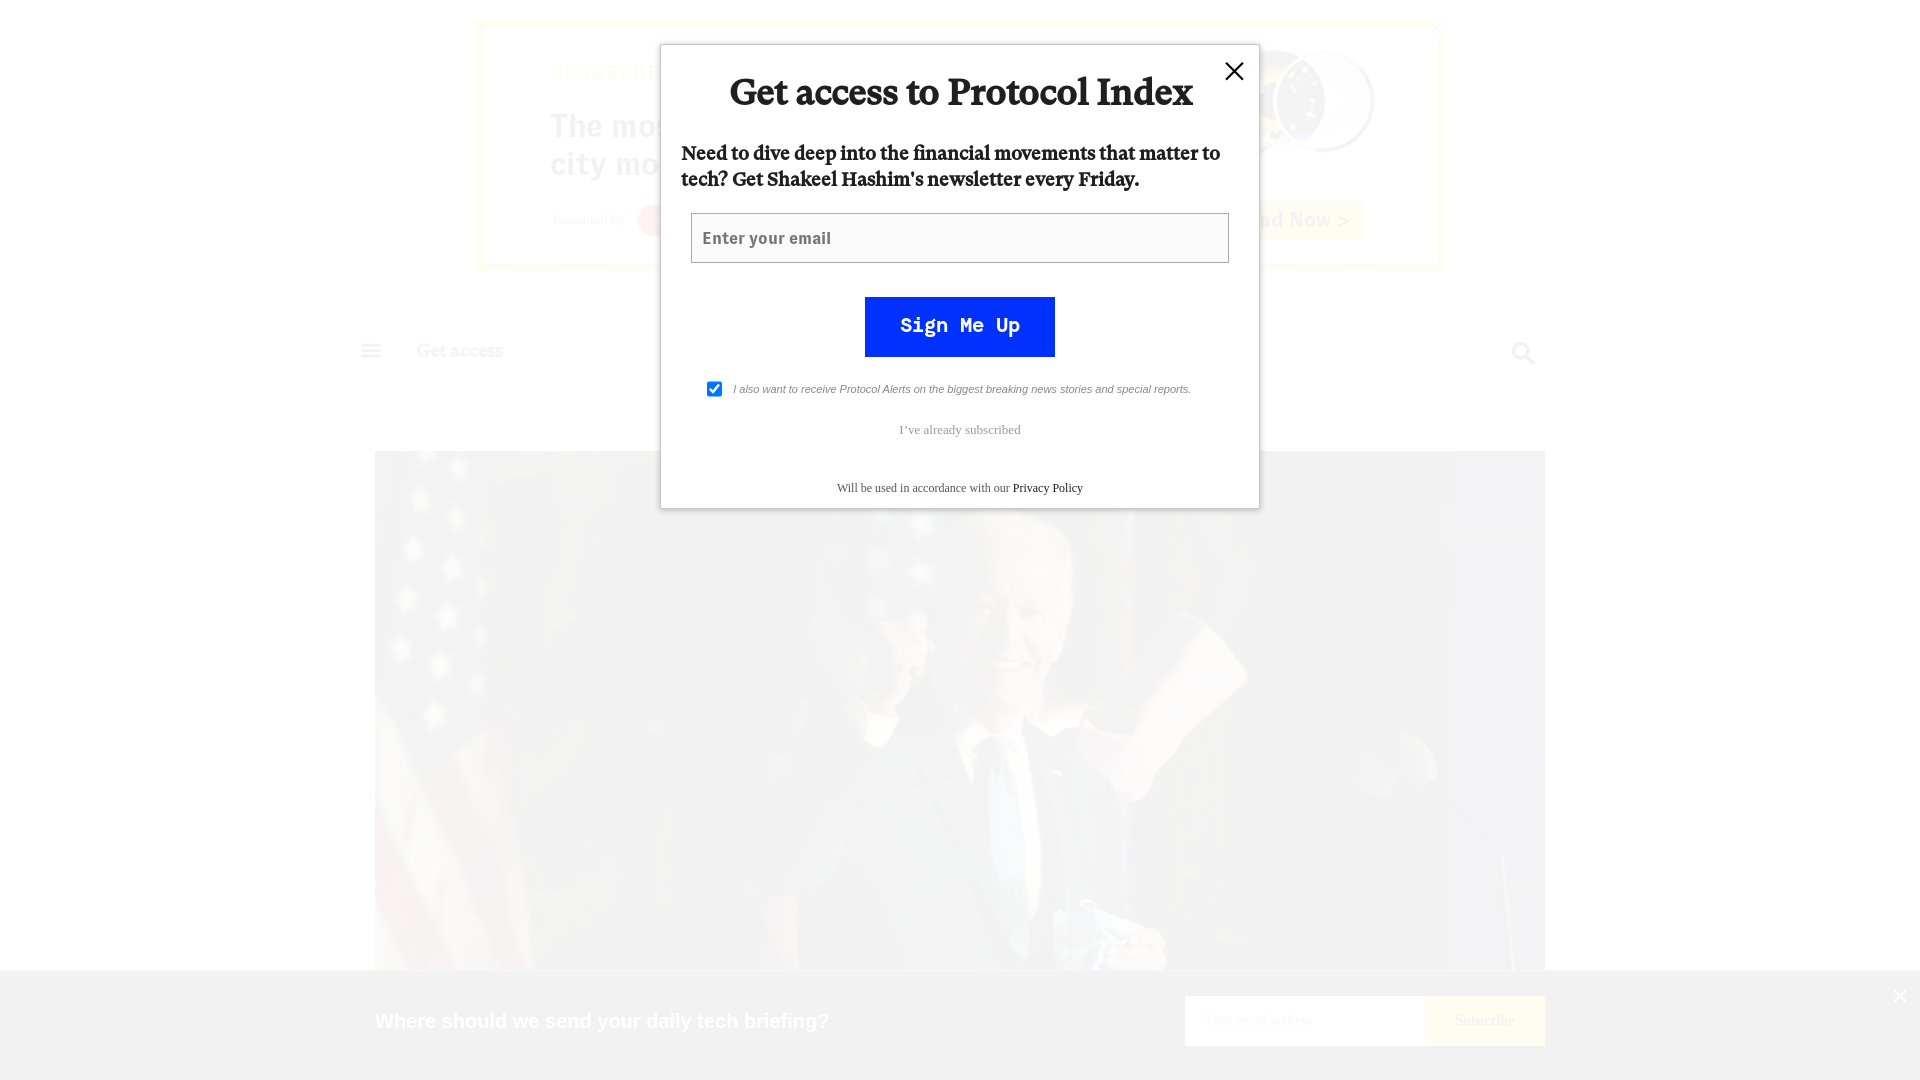 SPONSORE
The mos
city mo
Presented by
ad Now >
Get access to Protocol Index
Need to dive deep into the financial movements that matter to
tech? Get Shakeel Hashim's newsletter every Friday.
Enter your email
Sign Me Up
Get access
I also want to receive Protocol Alerts on the biggest breaking news stories and special reports.
I've already subscribed
Will be used in accordance with our Privacy Policy
Where should we send your daily tech briefing?
Your email address
Subscribe